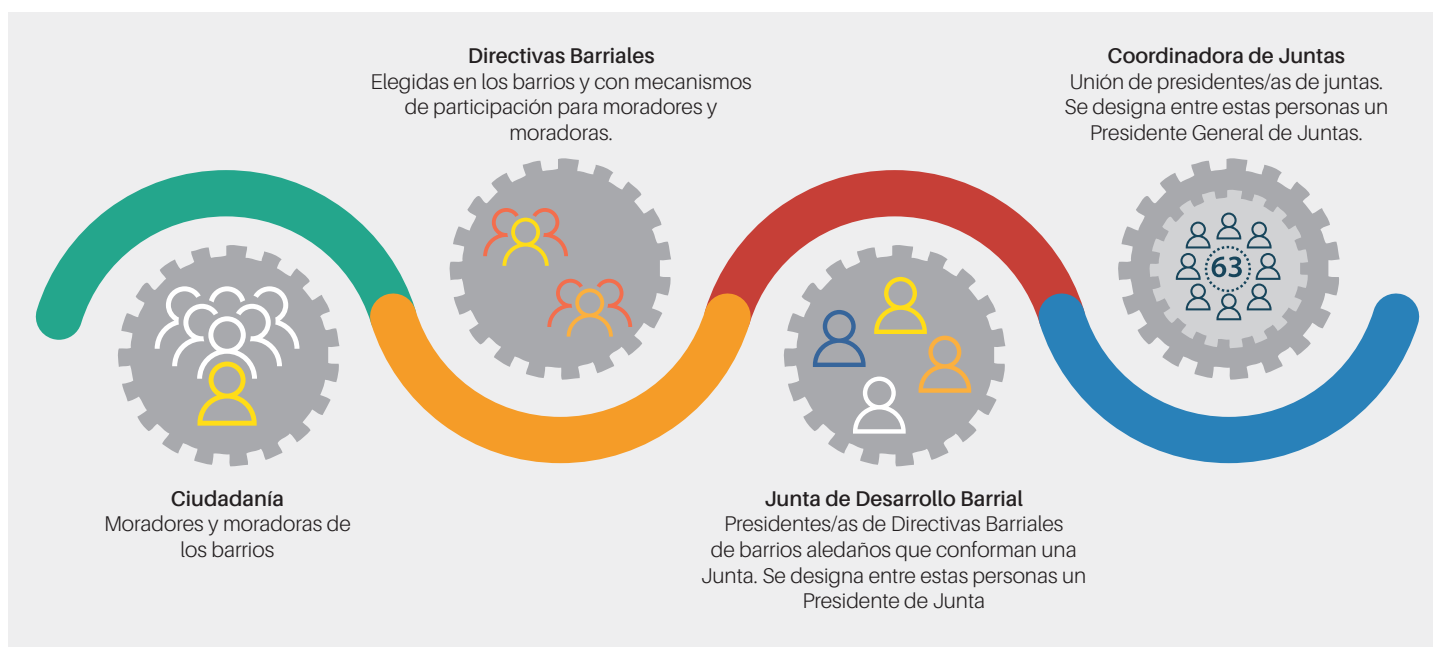 Directivas Barriales
Elegidas en los barrios y con mecanismos
de participación para moradores y
moradoras.
Coordinadora de Juntas
Unión de presidentes/as de juntas.
Se designa entre estas personas un
Presidente General de Juntas.
63
Ciudadanía
Moradores y moradoras de
los barrios
Junta de Desarrollo Barrial
Presidentes/as de Directivas Barriales
de barrios aledaños que conforman una
Junta. Se designa entre estas personas un
Presidente de Junta